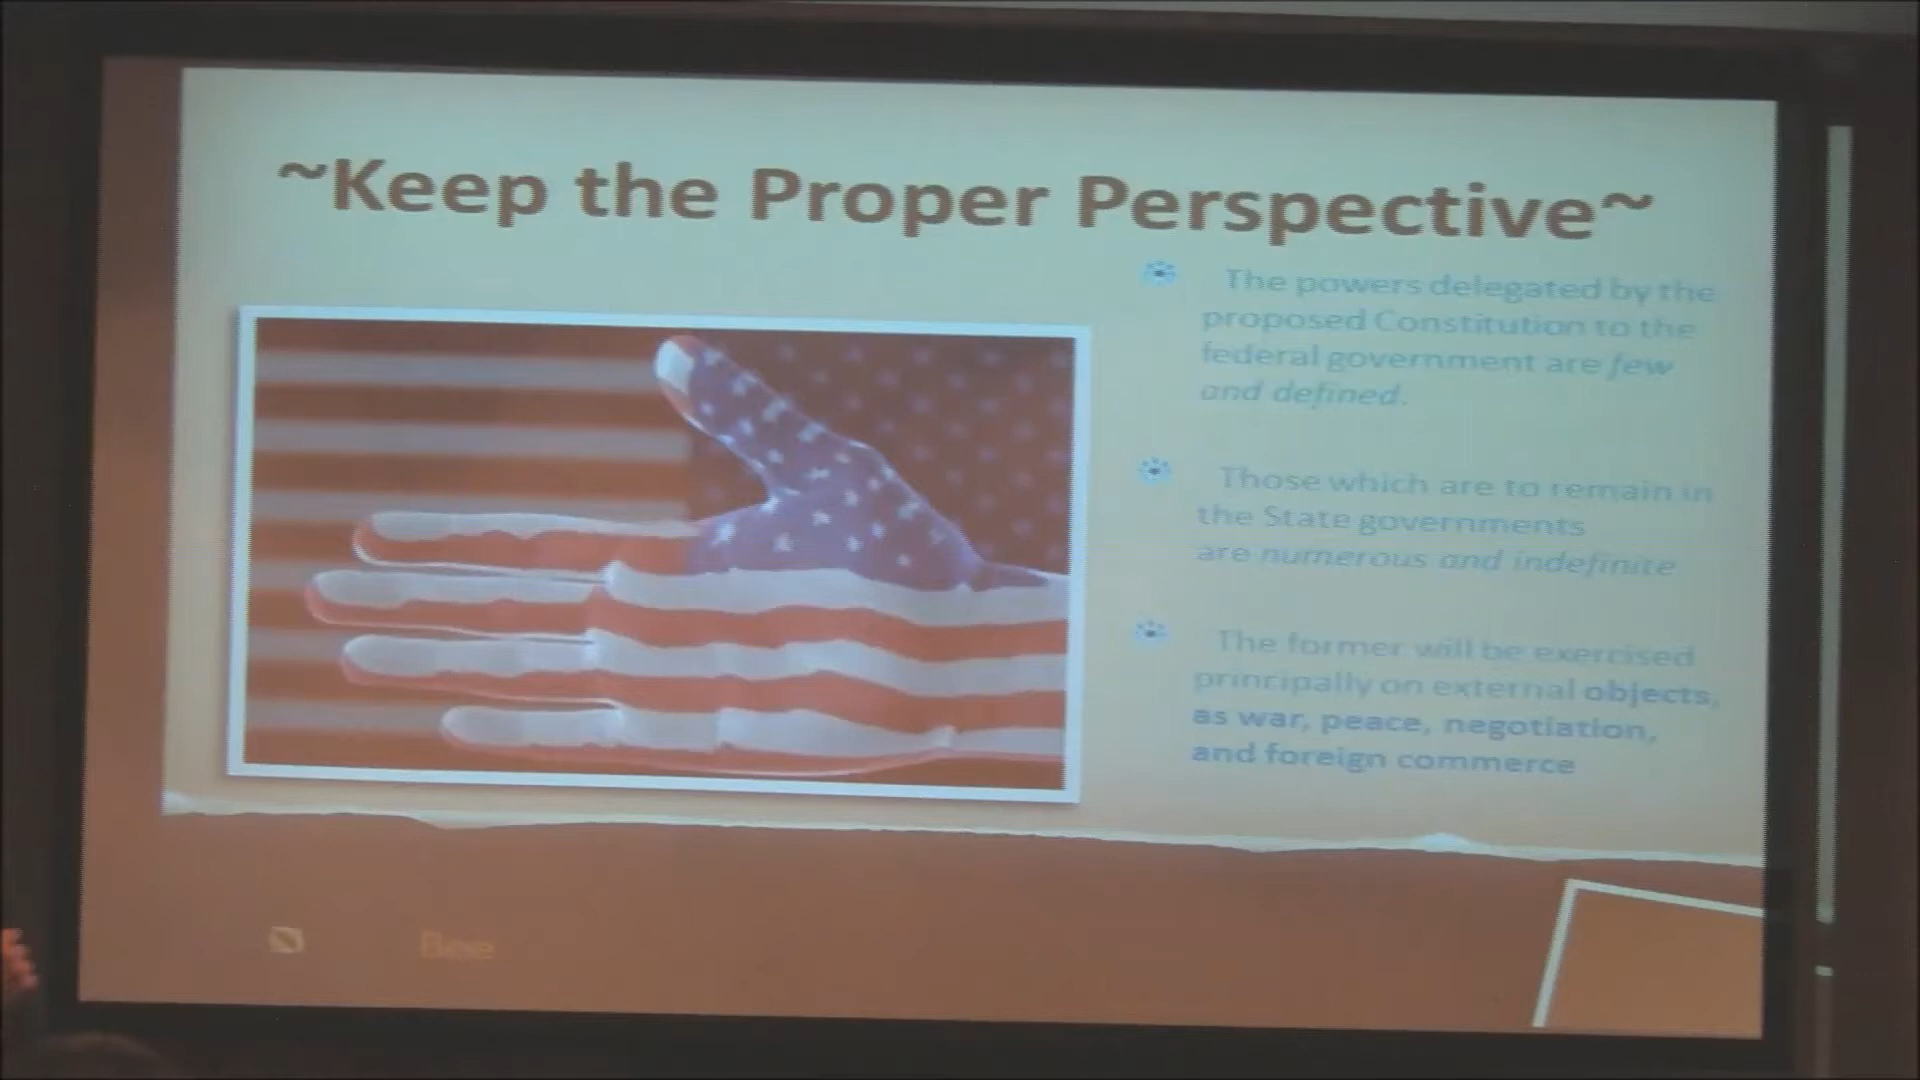 ~Keep the Proper Perspective~
The powers delegated by the
proposed Constitution to the
federal government are few
and defined.
Those which are to remain in
the State governments
are numerous and indefinite
The former will be exercised
principally on external objects,
as war, peace, negotiation,
and foreign commerce